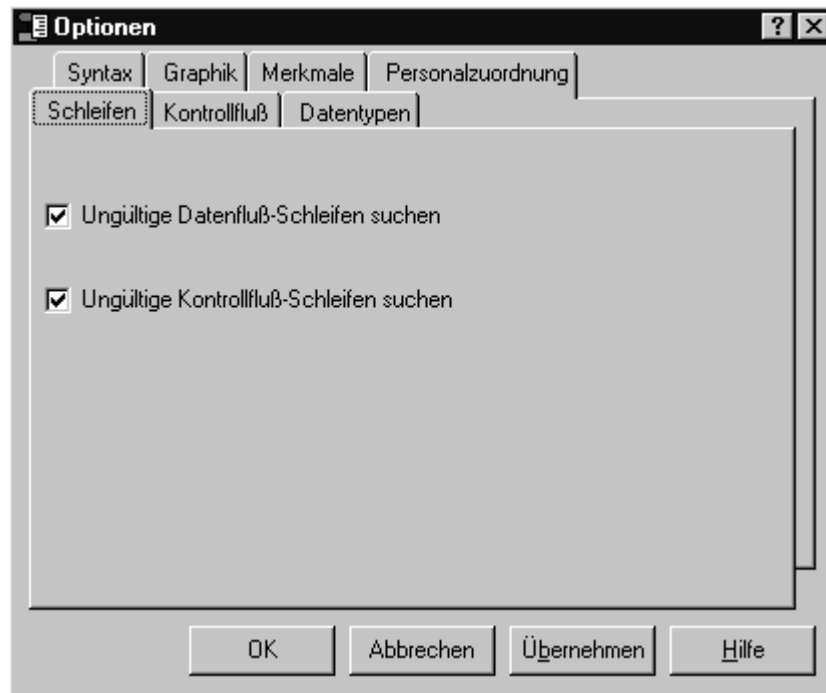 Optionen
Syntax Graphik Merkmale Personalzuordnung
Schleifen Kontrollfluß Datentypen
Ungültige Datenfluß-Schleifen suchen
Ungültige Kontrollfluß-Schleifen suchen
OK Abbrechen Übernehmen Hilfe